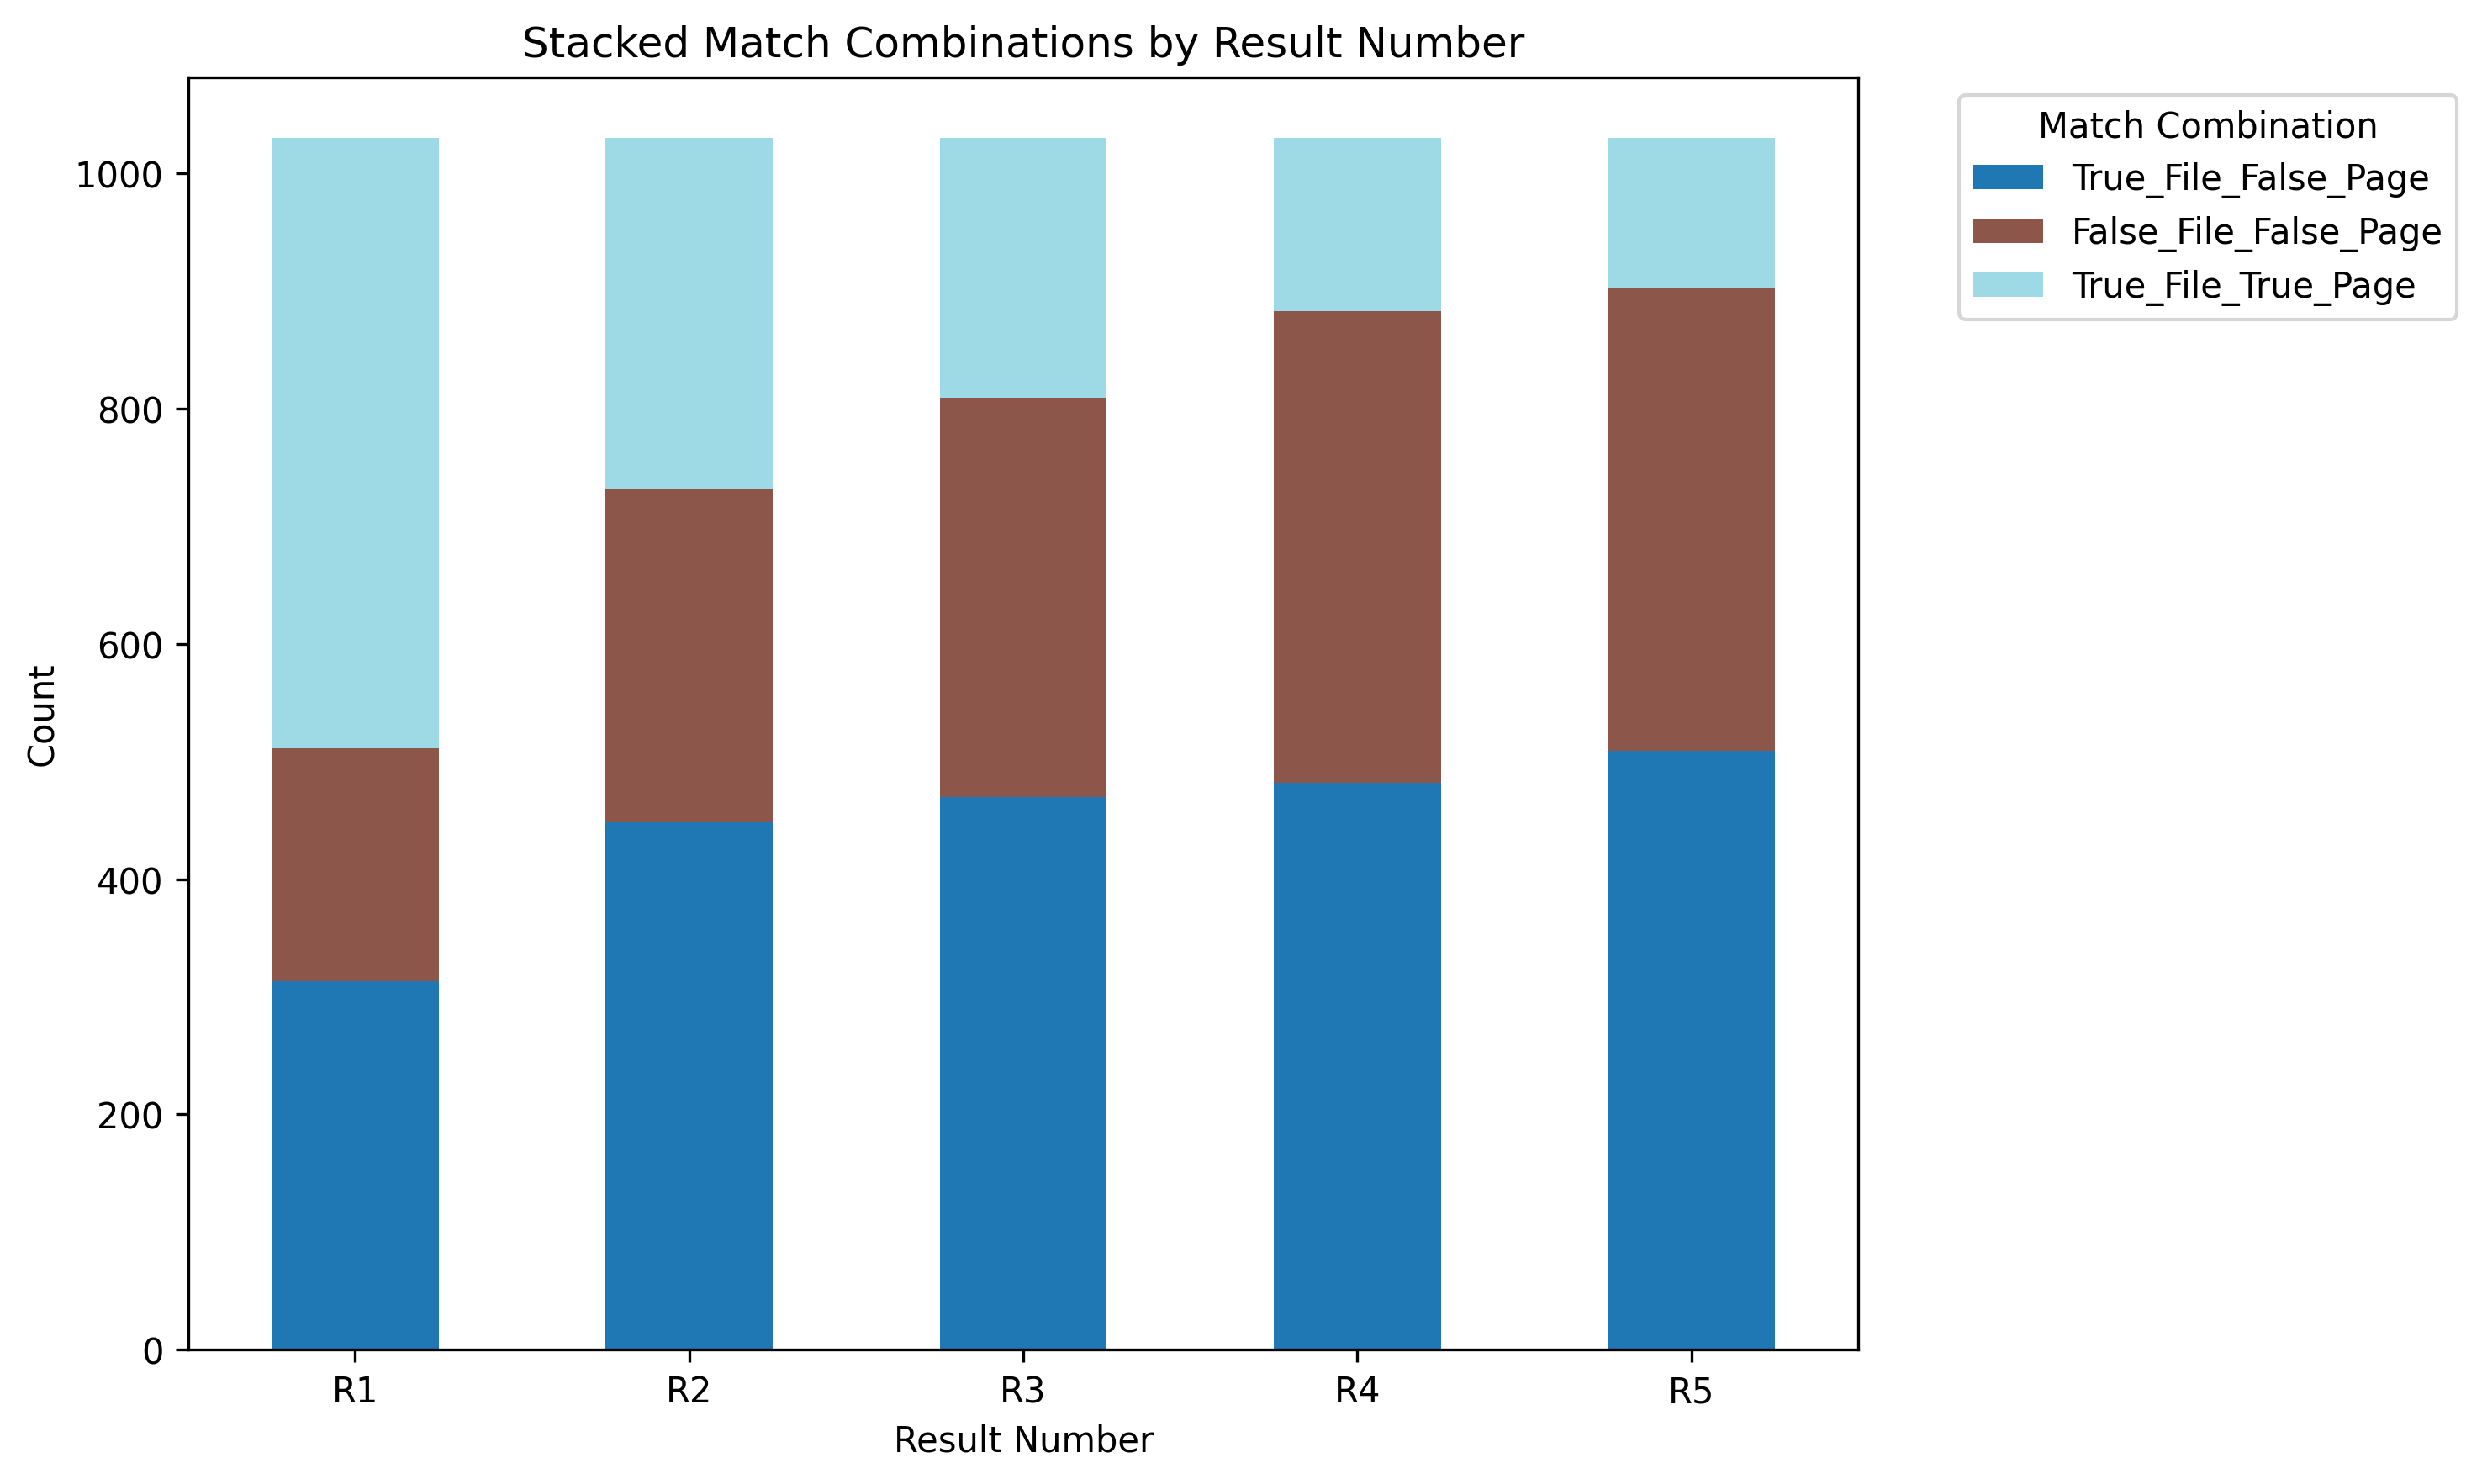 Stacked Match Combinations by Result Number
Match Combination
True_File_False_Page
False_File_False_Page
True_File_True_Page
1000
800
600
400
200
0
Count
R1 R2 R3 R4 R5
Result Number